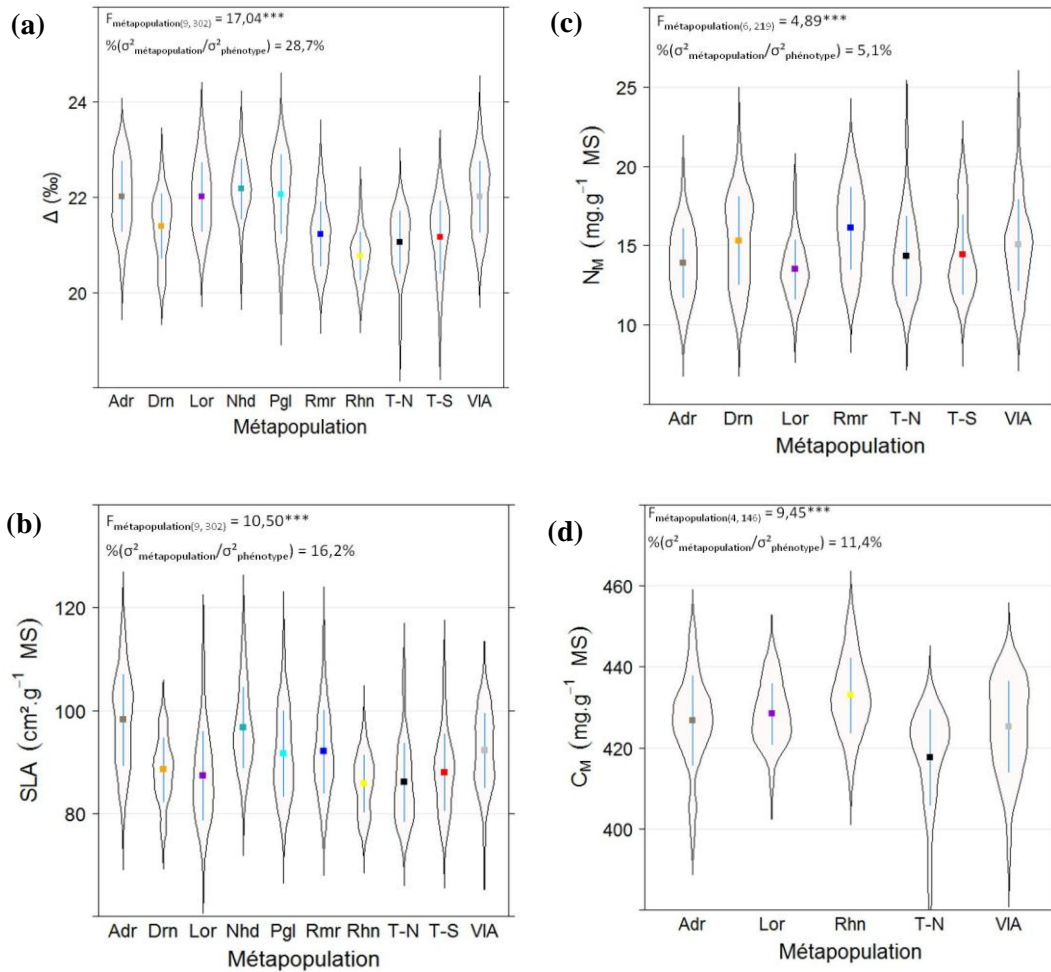 (a)
F métapopulation(9, 302) = 17,04***
%(σ² métapopulation/σ² phénotype) = 28,7%
Δ (‰)
24
22
20
Adr Drn Lor Nhd Pgl Rmr Rhn T-N T-S VIA
Métapopulation
(c)
F métapopulation(6, 219) = 4,89***
%(σ² métapopulation/σ² phénotype) = 5,1%
N_M (mg.g⁻¹ MS)
25
20
15
10
Adr Drn Lor Rmr T-N T-S VIA
Métapopulation
(b)
F métapopulation(9, 302) = 10,50***
%(σ² métapopulation/σ² phénotype) = 16,2%
SLA (cm².g⁻¹ MS)
120
100
80
Adr Drn Lor Nhd Pgl Rmr Rhn T-N T-S VIA
Métapopulation
(d)
F métapopulation(4, 146) = 9,45***
%(σ² métapopulation/σ² phénotype) = 11,4%
C_M (mg.g⁻¹ MS)
460
440
420
400
Adr Lor Rhn T-N VIA
Métapopulation